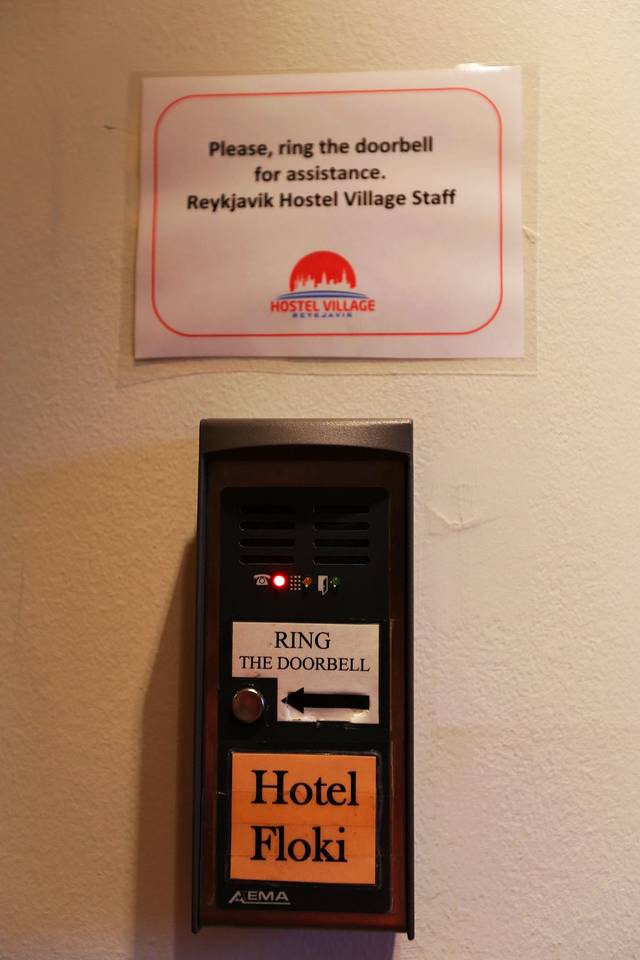 Please, ring the doorbell
for assistance.
Reykjavik Hostel Village Staff
HOSTEL VILLAGE
REYKJAVIK
RING
THE DOORBELL
Hotel
Floki
AEMA